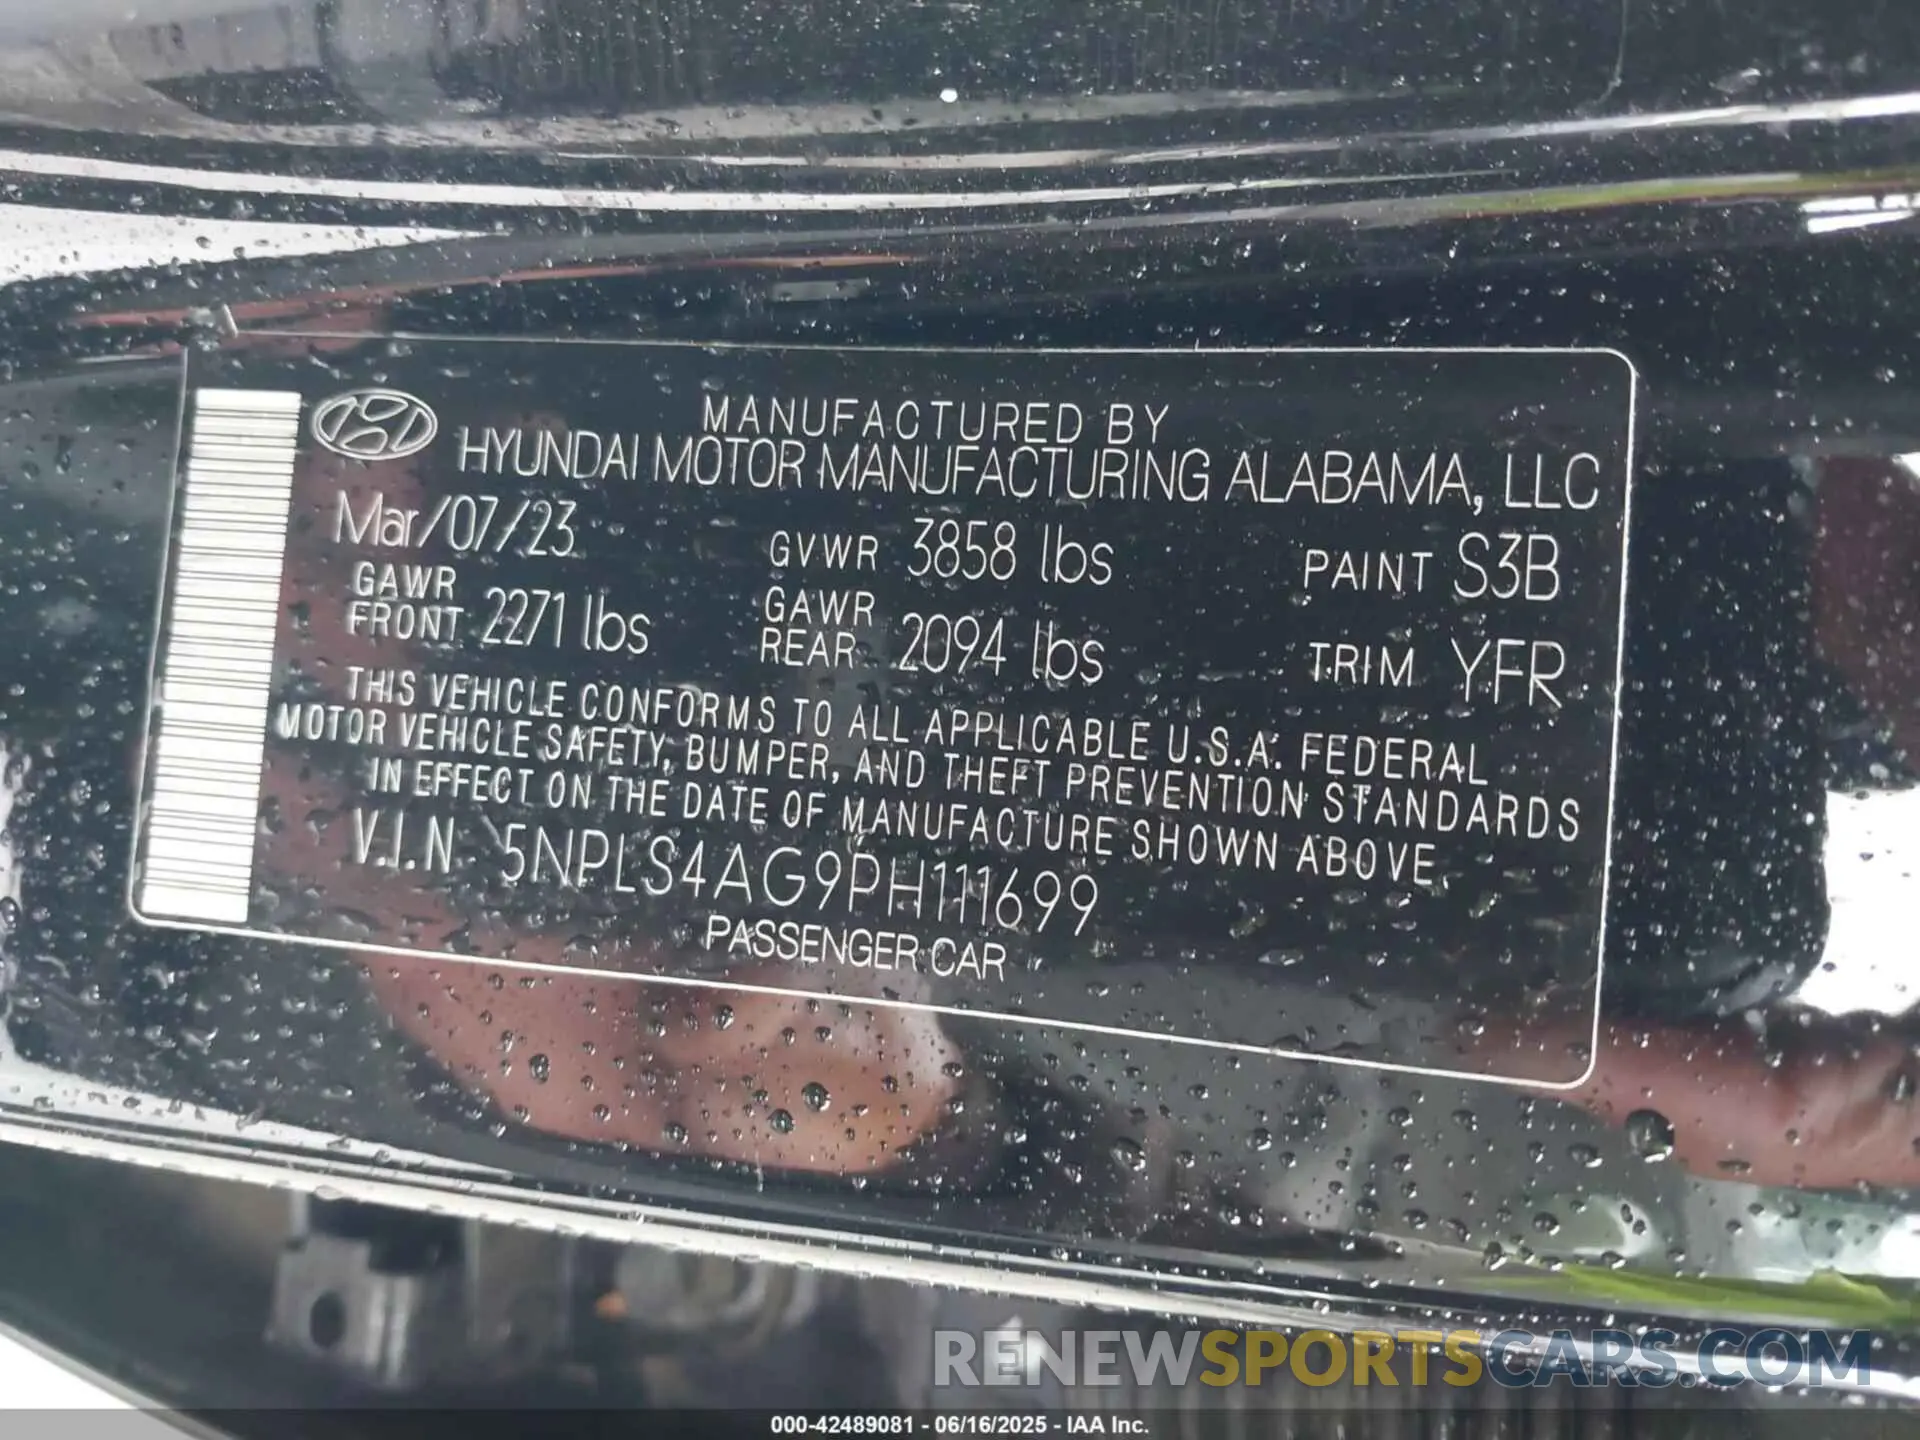 MANUFACTURED BY
HYUNDAI MOTOR MANUFACTURING ALABAMA, LLC
Mar/07/23 GVWR 3858 lbs PAINT S3B
GAWR FRONT 2271 lbs GAWR REAR 2094 lbs TRIM YFR
THIS VEHICLE CONFORMS TO ALL APPLICABLE U.S.A. FEDERAL
MOTOR VEHICLE SAFETY, BUMPER, AND THEFT PREVENTION STANDARDS
IN EFFECT ON THE DATE OF MANUFACTURE SHOWN ABOVE.
V.I.N 5NPLS4AG9PH111699
PASSENGER CAR
RENEWSPORTSCARS.COM
000-42489081 - 06/16/2025 - IAA Inc.